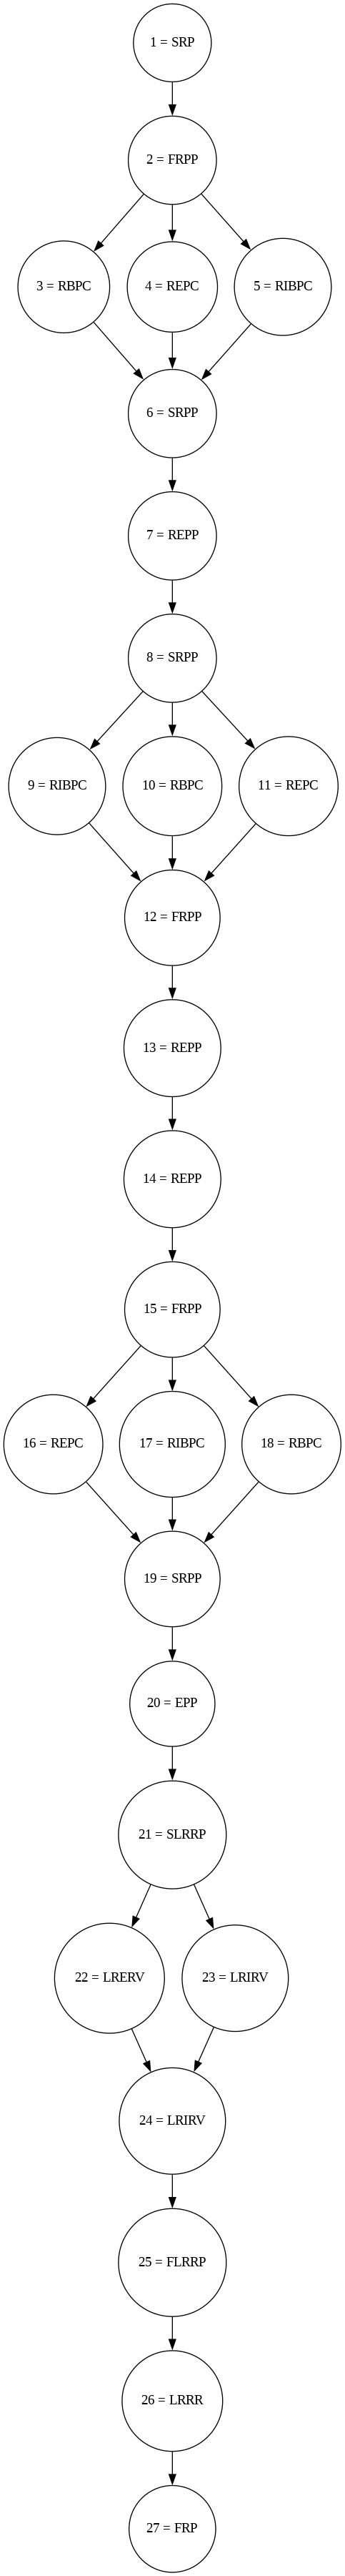 1 = SRP
2 = FRPP
3 = RBPC
4 = REPC
5 = RIBPC
6 = SRPP
7 = REPP
8 = SRPP
9 = RIBPC
10 = RBPC
11 = REPC
12 = FRPP
13 = REPP
14 = REPP
15 = FRPP
16 = REPC
17 = RIBPC
18 = RBPC
19 = SRPP
20 = EPP
21 = SLRRP
22 = LRERV
23 = LRIRV
24 = LRIRV
25 = FLRRP
26 = LRRR
27 = FRP